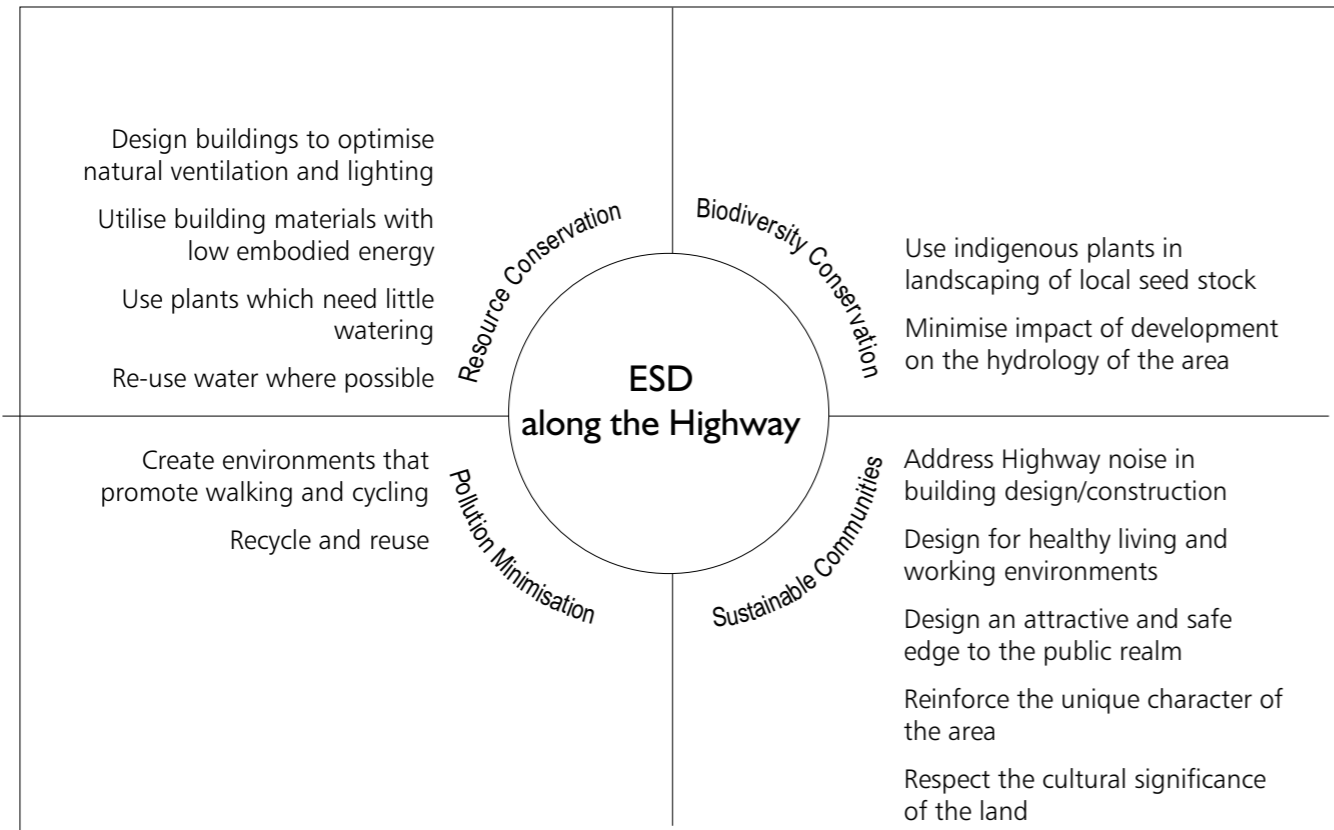 Design buildings to optimise
natural ventilation and lighting
Utilise building materials with
low embodied energy
Use plants which need little
watering
Re-use water where possible
Resource Conservation
Biodiversity Conservation
Use indigenous plants in
landscaping of local seed stock
Minimise impact of development
on the hydrology of the area
ESD
along the Highway
Create environments that
promote walking and cycling
Recycle and reuse
Pollution Minimisation
Sustainable Communities
Address Highway noise in
building design/construction
Design for healthy living and
working environments
Design an attractive and safe
edge to the public realm
Reinforce the unique character of
the area
Respect the cultural significance
of the land